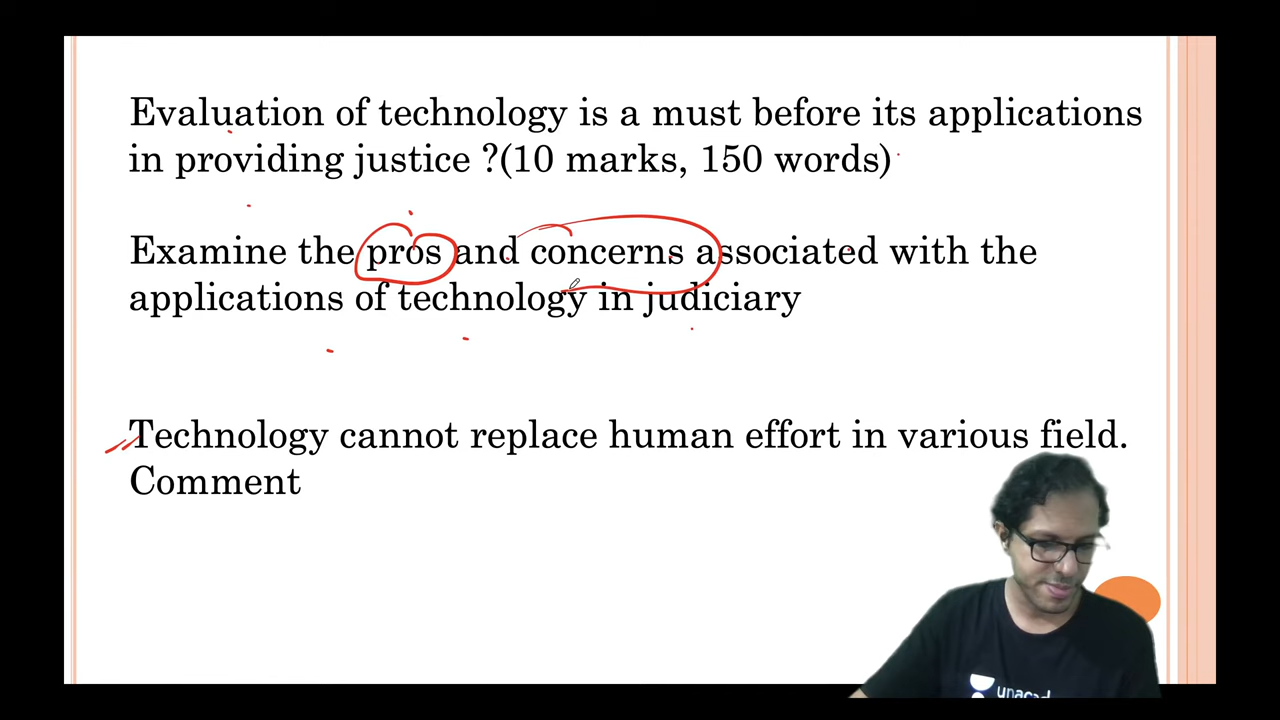 Evaluation of technology is a must before its applications
in providing justice ?(10 marks, 150 words)
Examine the pros and concerns associated with the
applications of technology in judiciary
Technology cannot replace human effort in various field.
Comment